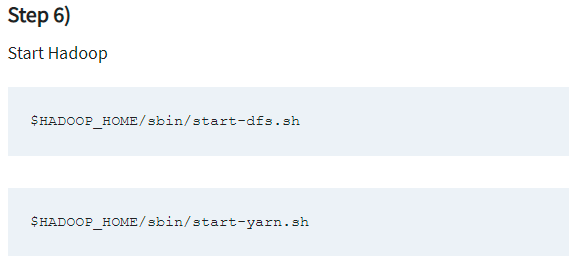 Step 6)
Start Hadoop
$HADOOP_HOME/sbin/start-dfs.sh
$HADOOP_HOME/sbin/start-yarn.sh